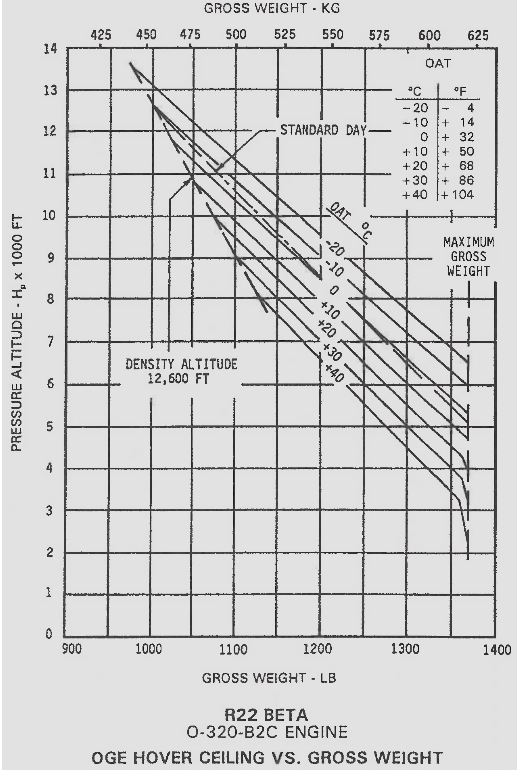 GROSS WEIGHT - KG
425 450 475 500 525 550 575 600 625
14
13
12
11
10
9
8
7
6
5
4
3
2
1
0
PRESSURE ALTITUDE - Hp x 1000 FT
OAT
°C °F
-20 - 4
-10 + 14
0 + 32
+10 + 50
+20 + 68
+30 + 86
+40 +104
STANDARD DAY
OAT °C
-20
-10
0
+10
+20
+30
+40
MAXIMUM
GROSS
WEIGHT
DENSITY ALTITUDE
12,600 FT
900 1000 1100 1200 1300 1400
GROSS WEIGHT - LB
R22 BETA
O-320-B2C ENGINE
OGE HOVER CEILING VS. GROSS WEIGHT